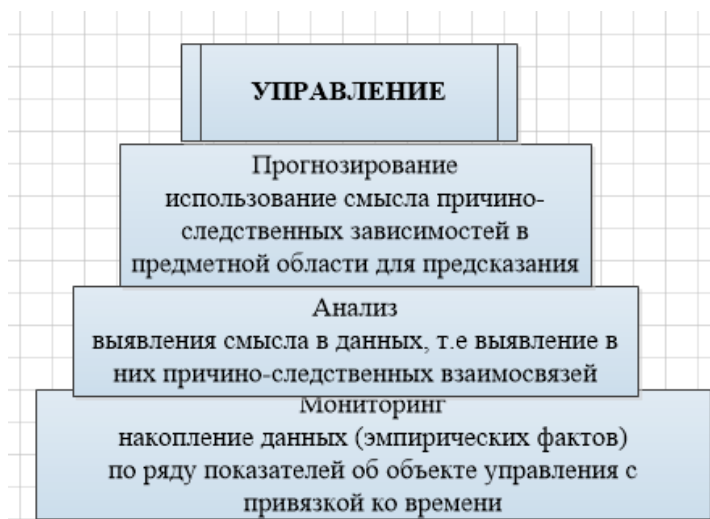 УПРАВЛЕНИЕ
Прогнозирование
использование смысла причино-
следственных зависимостей в
предметной области для предсказания
Анализ
выявления смысла в данных, т.е выявление в
них причино-следственных взаимосвязей
Мониторинг
накопление данных (эмпирических фактов)
по ряду показателей об объекте управления с
привязкой ко времени